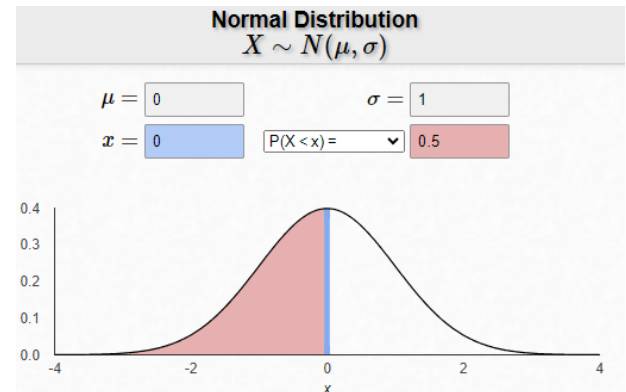 Normal Distribution
X ∼ N(μ, σ)
μ = 0 σ = 1
x = 0 P(X < x) = 0.5
0.4
0.3
0.2
0.1
0.0
-4 -2 0 2 4
x